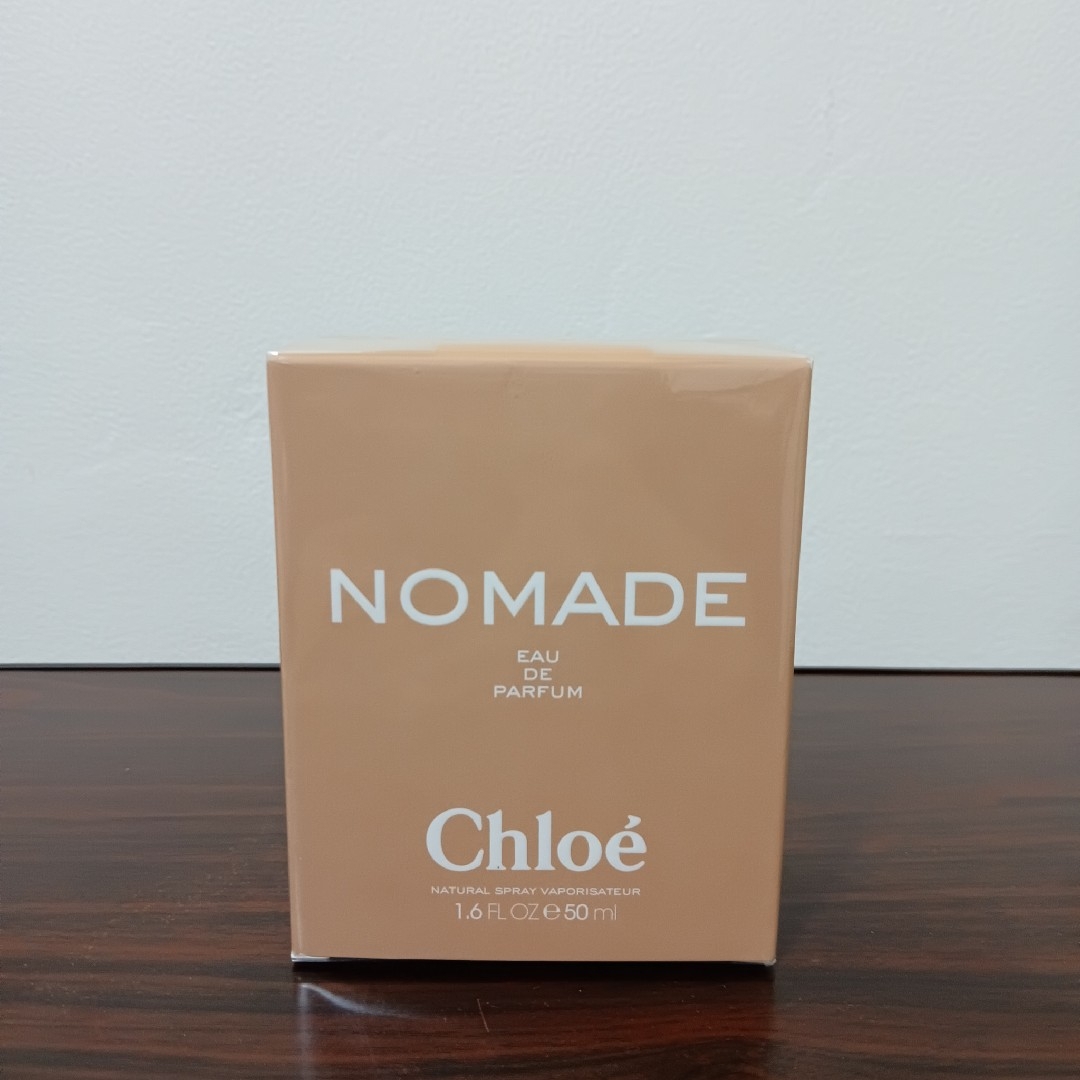 NOMADE
EAU
DE
PARFUM
Chloé
NATURAL SPRAY VAPORISATEUR
1.6 FL OZ ℮ 50 ml